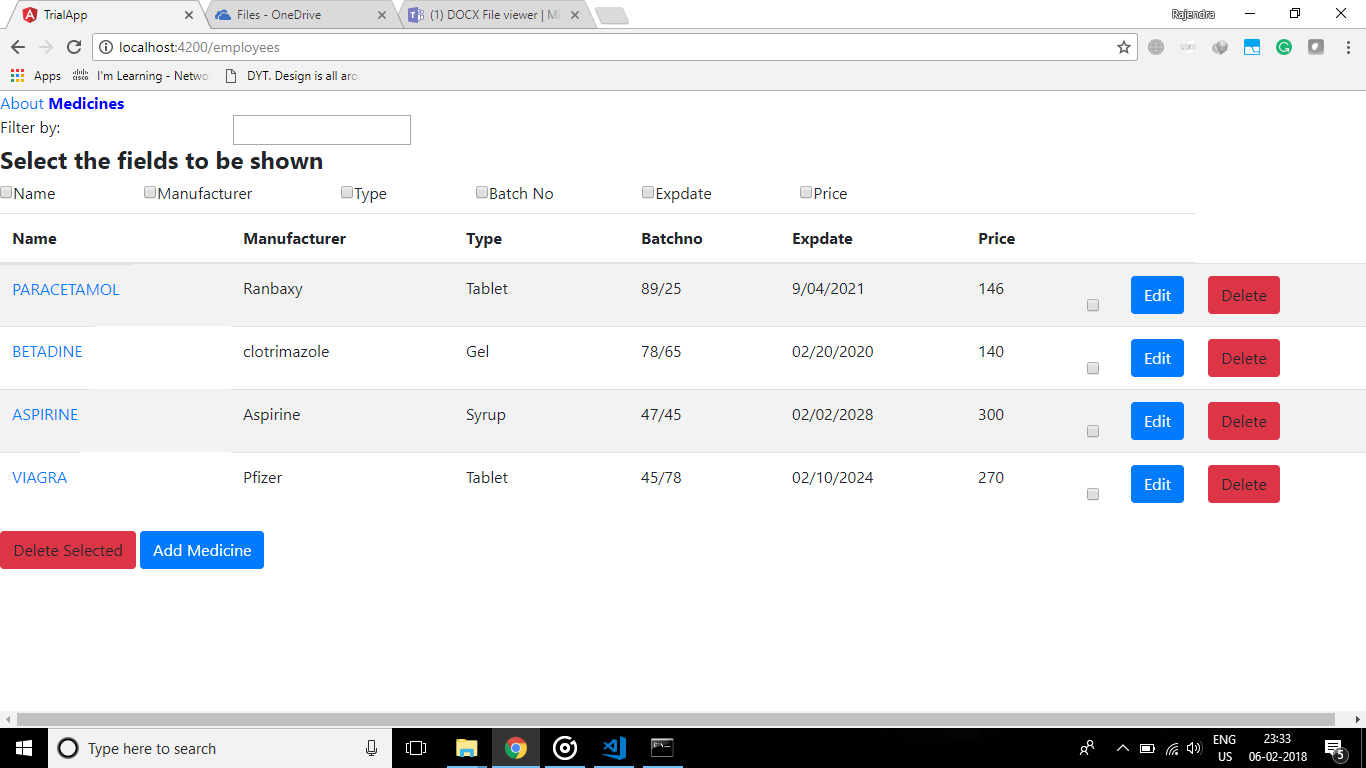 TrialApp
Files - OneDrive
(1) DOCX File viewer | Mi
Rajendra
localhost:4200/employees
Apps
I'm Learning - Netwo
DYT. Design is all aro
About Medicines
Filter by:
Select the fields to be shown
Name Manufacturer Type Batch No Expdate Price
Name Manufacturer Type Batchno Expdate Price
PARACETAMOL Ranbaxy Tablet 89/25 9/04/2021 146 Edit Delete
BETADINE clotrimazole Gel 78/65 02/20/2020 140 Edit Delete
ASPIRINE Aspirine Syrup 47/45 02/02/2028 300 Edit Delete
VIAGRA Pfizer Tablet 45/78 02/10/2024 270 Edit Delete
Delete Selected Add Medicine
Type here to search
ENG
US
23:33
06-02-2018
5